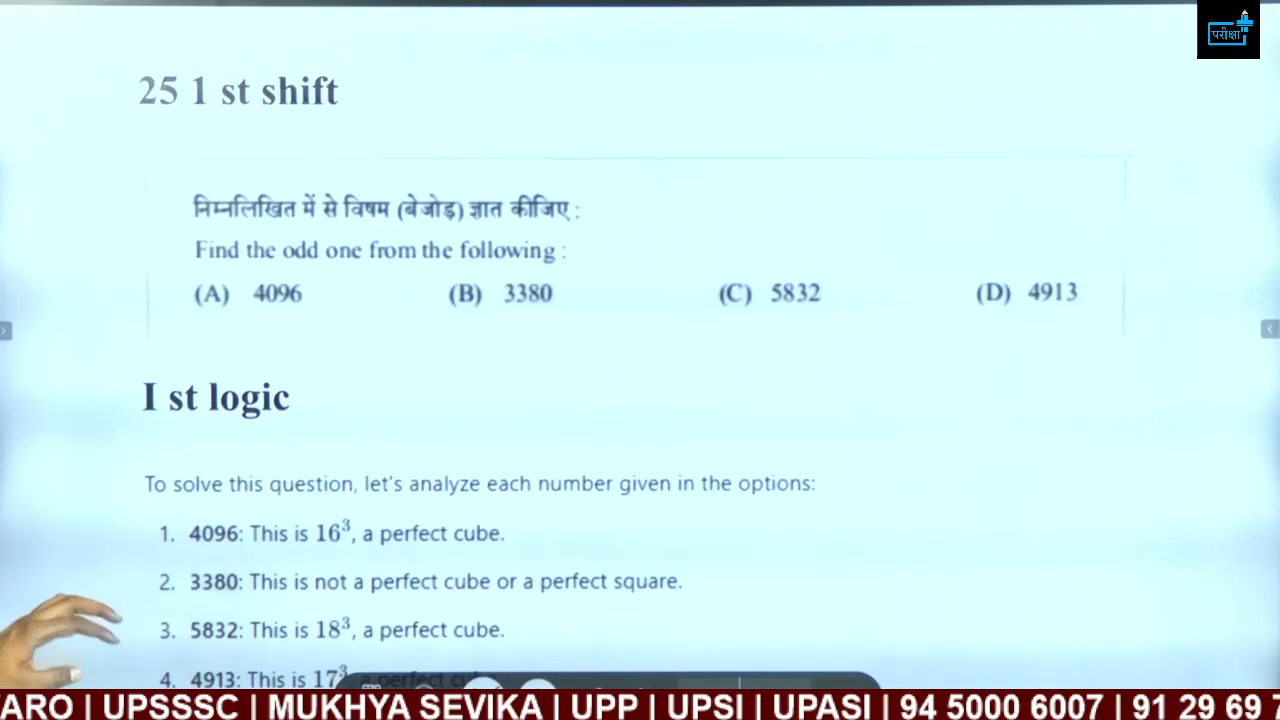 परीक्षा
25 1 st shift
निम्नलिखित में से विषम (बेजोड़) ज्ञात कीजिए :
Find the odd one from the following :
(A) 4096 (B) 3380 (C) 5832 (D) 4913
I st logic
To solve this question, let's analyze each number given in the options:
1. 4096: This is 16³, a perfect cube.
2. 3380: This is not a perfect cube or a perfect square.
3. 5832: This is 18³, a perfect cube.
4. 4913: This is 17³, a perfect
ARO | UPSSSC | MUKHYA SEVIKA | UPP | UPSI | UPASI | 94 5000 6007 | 91 29 69 7